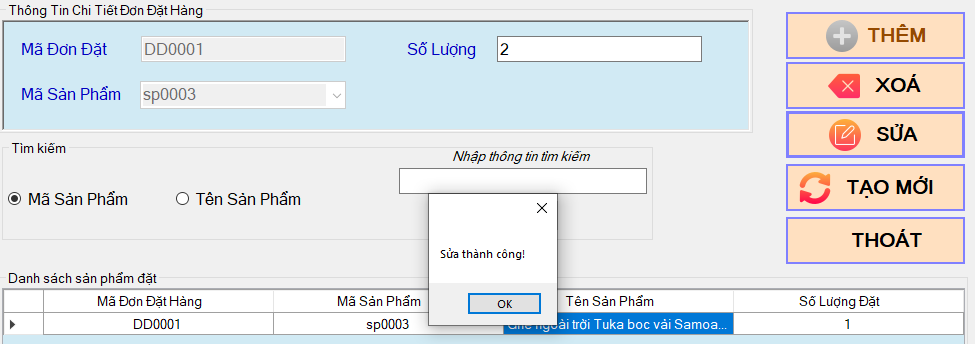 Thông Tin Chi Tiết Đơn Đặt Hàng
Mã Đơn Đặt DD0001 Số Lượng 2
Mã Sản Phẩm sp0003
THÊM
XOÁ
SỬA
TẠO MỚI
THOÁT
Tìm kiếm
Nhập thông tin tìm kiếm
Mã Sản Phẩm Tên Sản Phẩm
Sửa thành công!
OK
Danh sách sản phẩm đặt
Mã Đơn Đặt Hàng Mã Sản Phẩm Tên Sản Phẩm Số Lượng Đặt
DD0001 sp0003 Ghế ngoài trời Tuka bọc vải Samoa... 1